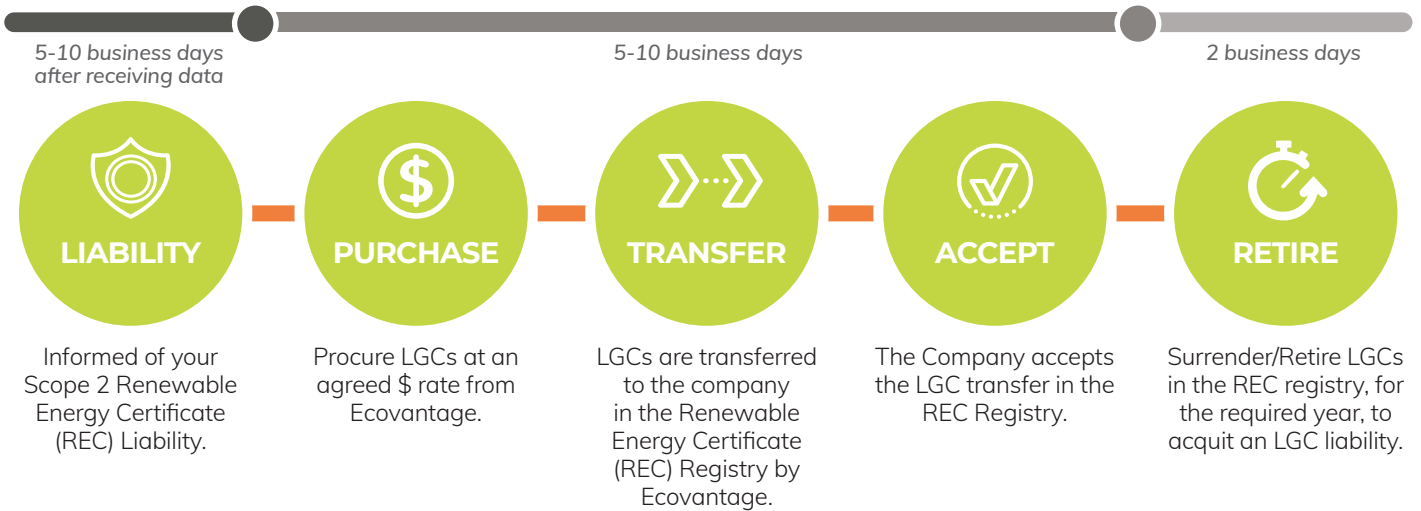 5-10 business days
after receiving data
5-10 business days
2 business days
LIABILITY
PURCHASE
TRANSFER
ACCEPT
RETIRE
Informed of your
Scope 2 Renewable
Energy Certificate
(REC) Liability.
Procure LGCs at an
agreed $ rate from
Ecovantage.
LGCs are transferred
to the company
in the Renewable
Energy Certificate
(REC) Registry by
Ecovantage.
The Company accepts
the LGC transfer in the
REC Registry.
Surrender/Retire LGCs
in the REC registry, for
the required year, to
acquit an LGC liability.